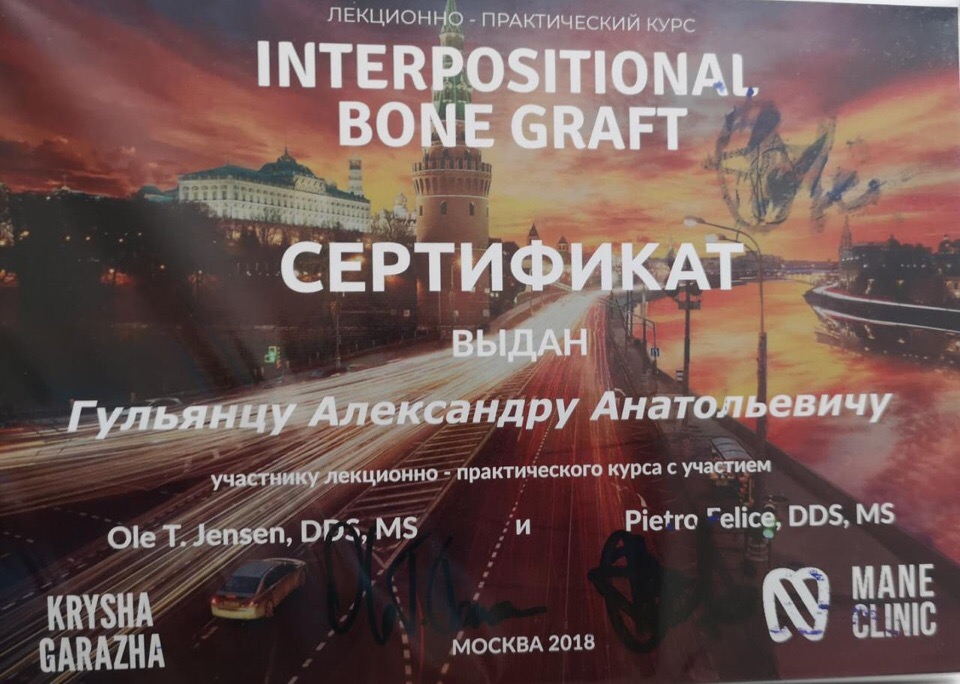 ЛЕКЦИОННО - ПРАКТИЧЕСКИЙ КУРС
INTERPOSITIONAL
BONE GRAFT
СЕРТИФИКАТ
ВЫДАН
Гульянцу Александру Анатольевичу
участнику лекционно - практического курса с участием
Ole T. Jensen, DDS, MS и Pietro Felice, DDS, MS
KRYSHA
GARAZHA
МОСКВА 2018
MANE
CLINIC